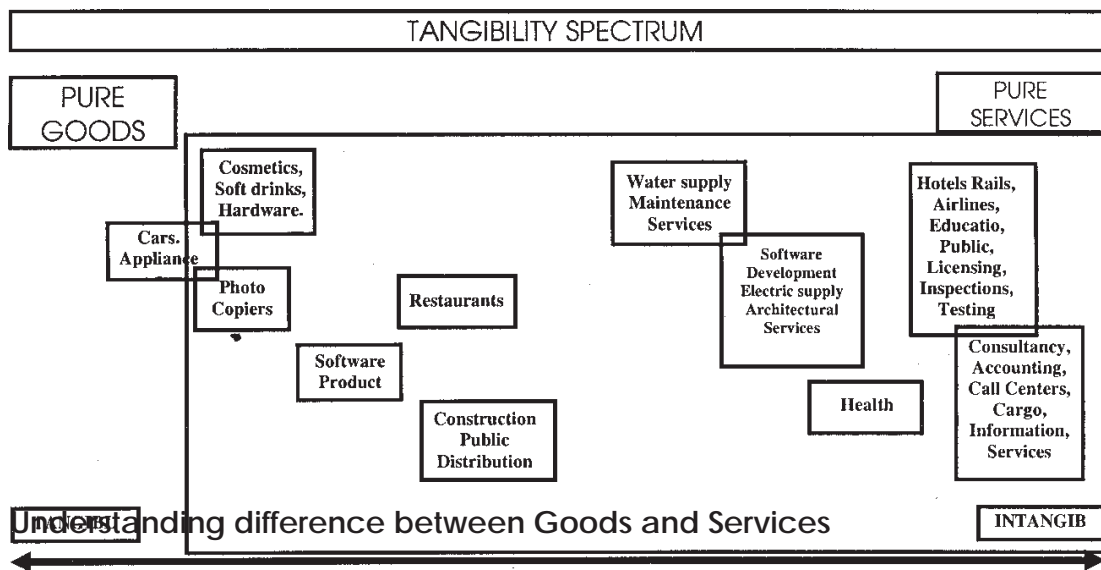 TANGIBILITY SPECTRUM
PURE
GOODS
PURE
SERVICES
Cosmetics,
Soft drinks,
Hardware.
Cars.
Appliance
Photo
Copiers
Software
Product
Restaurants
Construction
Public
Distribution
Water supply
Maintenance
Services
Software
Development
Electric supply
Architectural
Services
Health
Hotels Rails,
Airlines,
Educatio,
Public,
Licensing,
Inspections,
Testing
Consultancy,
Accounting,
Call Centers,
Cargo,
Information,
Services
Understanding difference between Goods and Services
INTANGIB